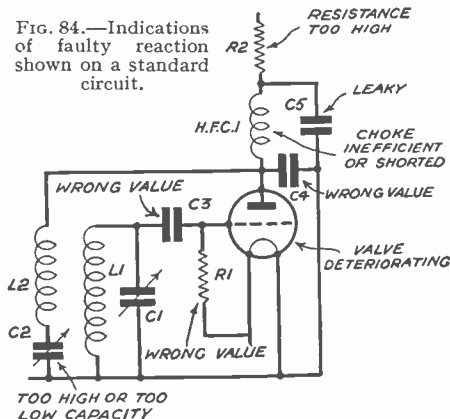 FIG. 84.—Indications
of faulty reaction
shown on a standard
circuit.
RESISTANCE
TOO HIGH
R2
C5
LEAKY
H.F.C.1
CHOKE
INEFFICIENT
OR SHORTED
WRONG VALUE
C3
C4
WRONG VALUE
VALVE
DETERIORATING
L2
L1
C1
R1
C2
WRONG VALUE
TOO HIGH OR TOO
LOW CAPACITY